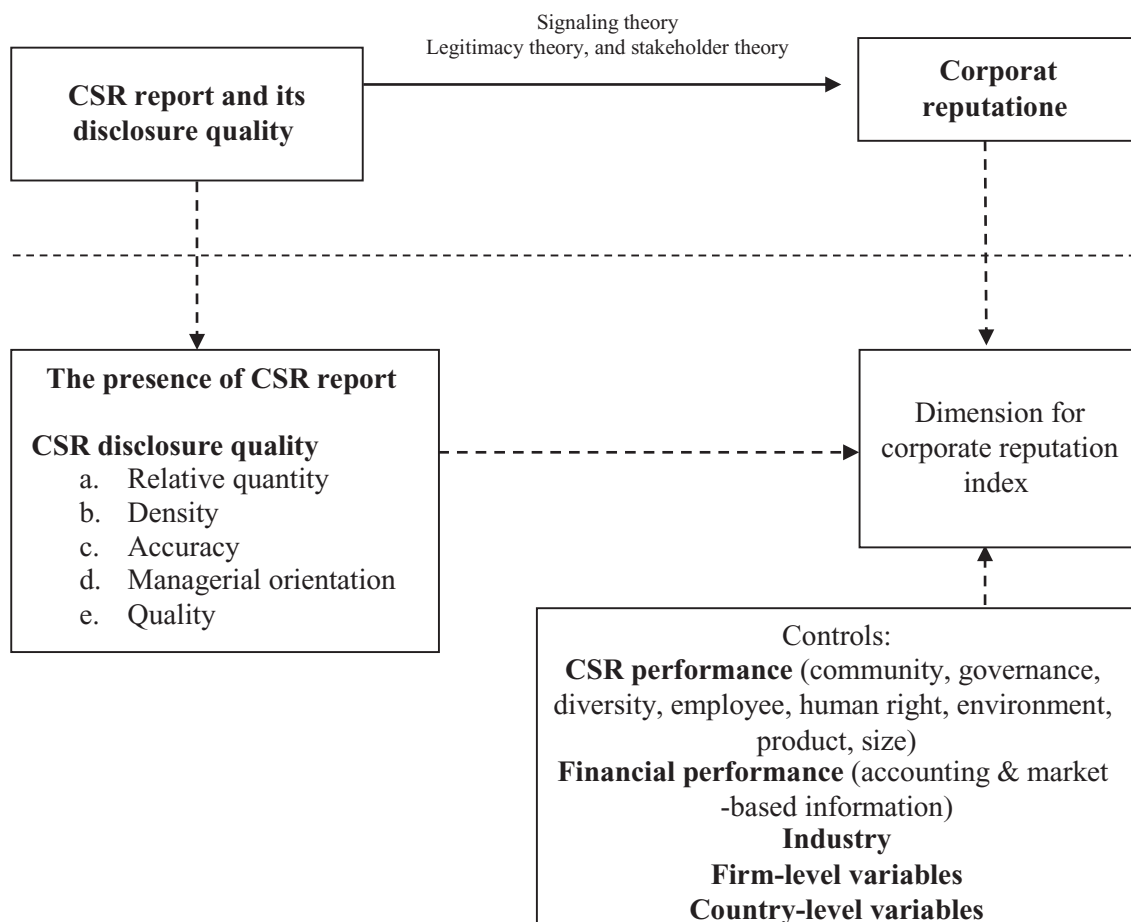 Signaling theory
Legitimacy theory, and stakeholder theory
CSR report and its
disclosure quality
Corporat
reputatione
The presence of CSR report
CSR disclosure quality
a. Relative quantity
b. Density
c. Accuracy
d. Managerial orientation
e. Quality
Dimension for
corporate reputation
index
Controls:
CSR performance (community, governance,
diversity, employee, human right, environment,
product, size)
Financial performance (accounting & market
-based information)
Industry
Firm-level variables
Country-level variables